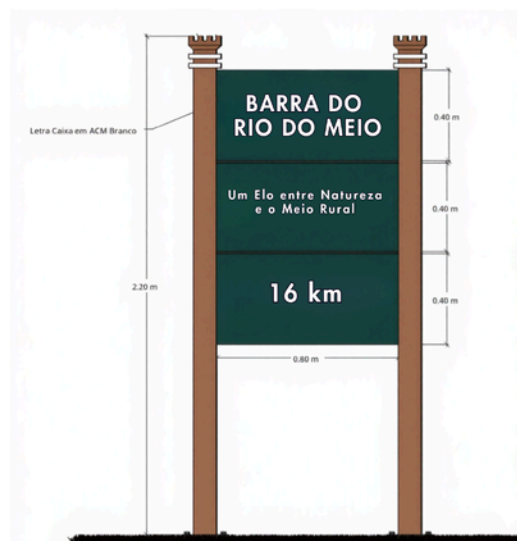 BARRA DO
RIO DO MEIO
0.40 m
Letra Caixa em ACM Branco
Um Elo entre Natureza
e o Meio Rural
0.40 m
2.20 m
16 km
0.40 m
0.80 m